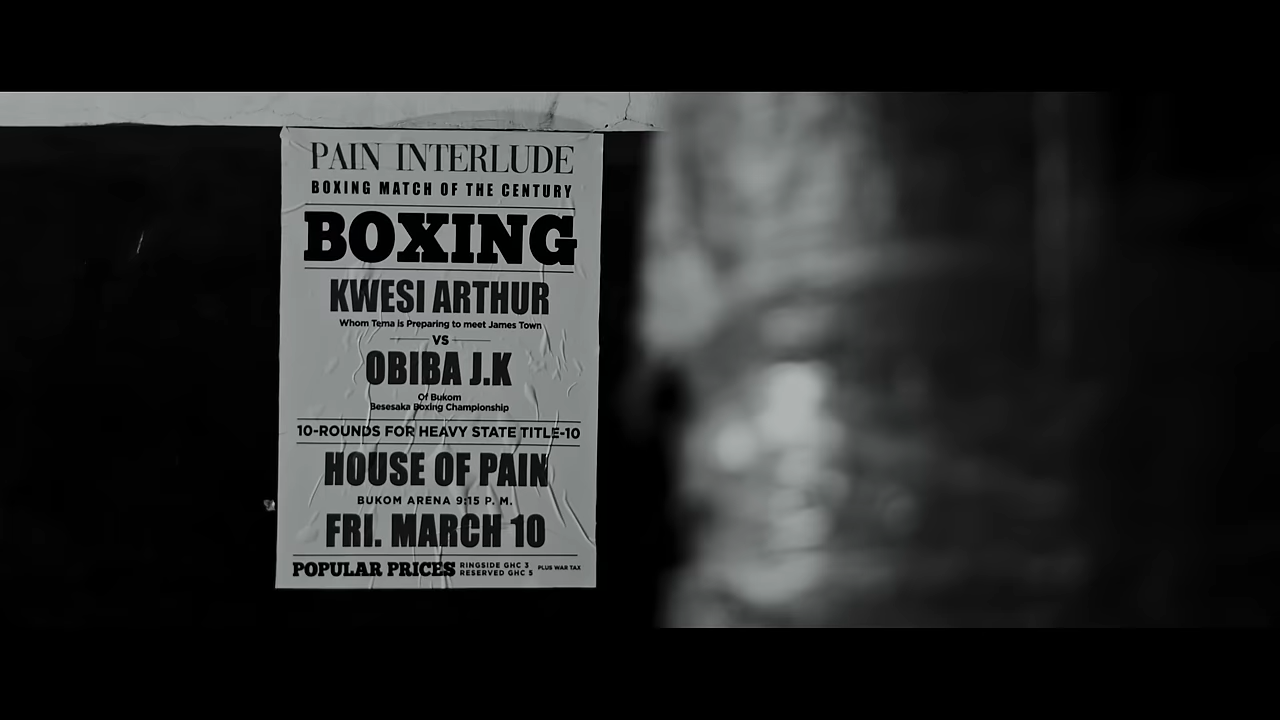 PAIN INTERLUDE
BOXING MATCH OF THE CENTURY
BOXING
KWESI ARTHUR
Whom Tema is Preparing to meet James Town
VS
OBIBA J.K
Of Bukom
Besesaka Boxing Championship
10-ROUNDS FOR HEAVY STATE TITLE-10
HOUSE OF PAIN
BUKOM ARENA 9:15 P. M.
FRI. MARCH 10
POPULAR PRICES
RINGSIDE GHC 3
RESERVED GHC 5
PLUS WAR TAX